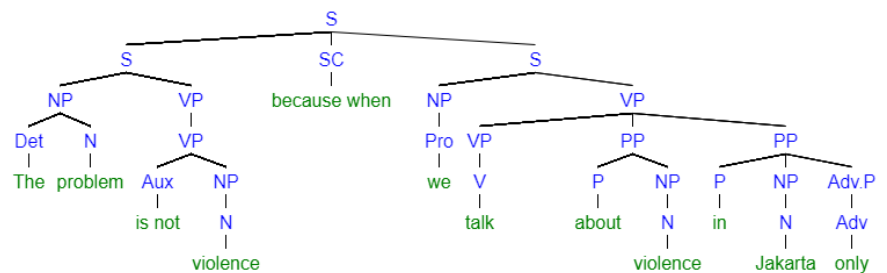 S
S SC S
NP VP because when NP VP
Det N VP Pro VP PP PP
The problem Aux NP we V P NP P NP Adv.P
is not N talk about N in N Adv
violence violence Jakarta only